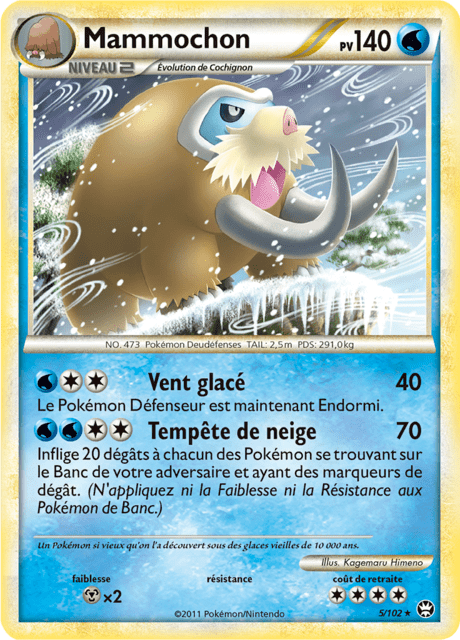 Mammochon
PV140
NIVEAU 2
Évolution de Cochignon
NO. 473 Pokémon Deudéfenses TAIL: 2,5m PDS: 291,0kg
Vent glacé 40
Le Pokémon Défenseur est maintenant Endormi.
Tempête de neige 70
Inflige 20 dégâts à chacun des Pokémon se trouvant sur
le Banc de votre adversaire et ayant des marqueurs de
dégât. (N'appliquez ni la Faiblesse ni la Résistance aux
Pokémon de Banc.)
Un Pokémon si vieux qu'on l'a découvert sous des glaces vieilles de 10 000 ans.
Illus. Kagemaru Himeno
faiblesse résistance coût de retraite
×2
©2011 Pokémon/Nintendo
5/102 ★